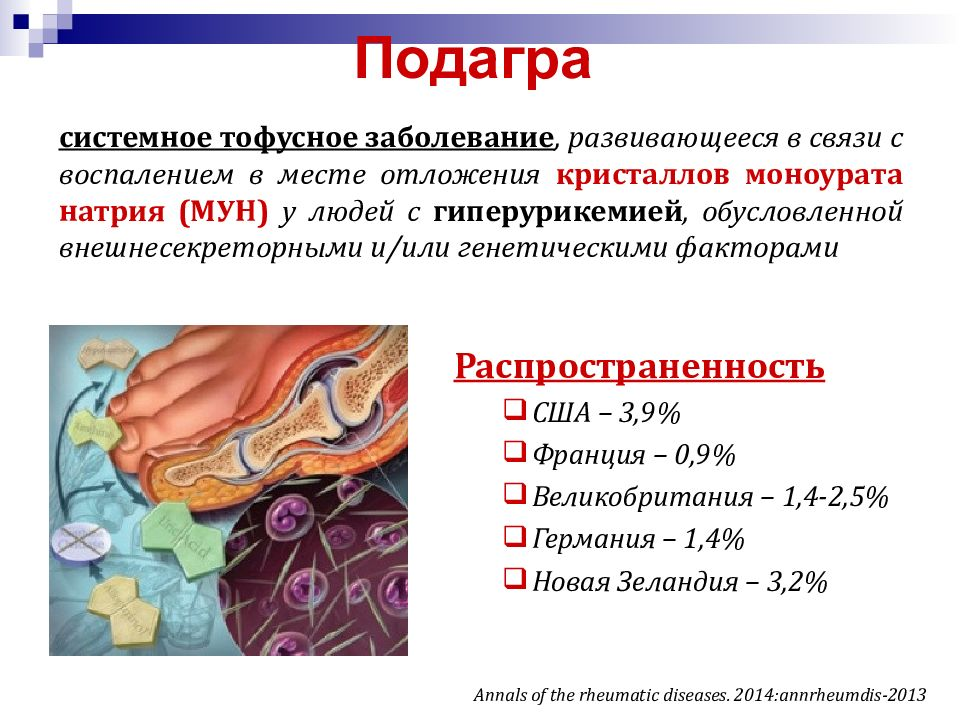 Подагра
системное тофусное заболевание, развивающееся в связи с
воспалением в месте отложения кристаллов моноурата
натрия (МУН) у людей с гиперурикемией, обусловленной
внешнесекреторными и/или генетическими факторами
Uric Acid
Распространенность
США – 3,9%
Франция – 0,9%
Великобритания – 1,4-2,5%
Германия – 1,4%
Новая Зеландия – 3,2%
Annals of the rheumatic diseases. 2014:annrheumdis-2013